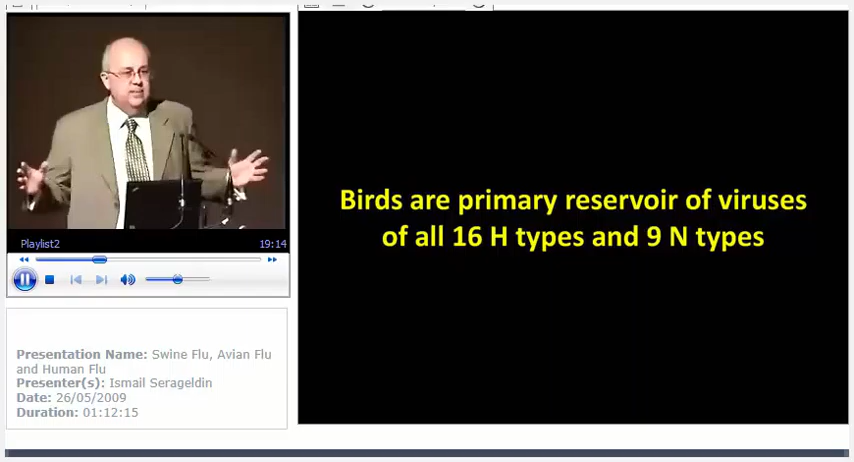 Playlist2
19:14
Presentation Name: Swine Flu, Avian Flu
and Human Flu
Presenter(s): Ismail Serageldin
Date: 26/05/2009
Duration: 01:12:15
Birds are primary reservoir of viruses
of all 16 H types and 9 N types